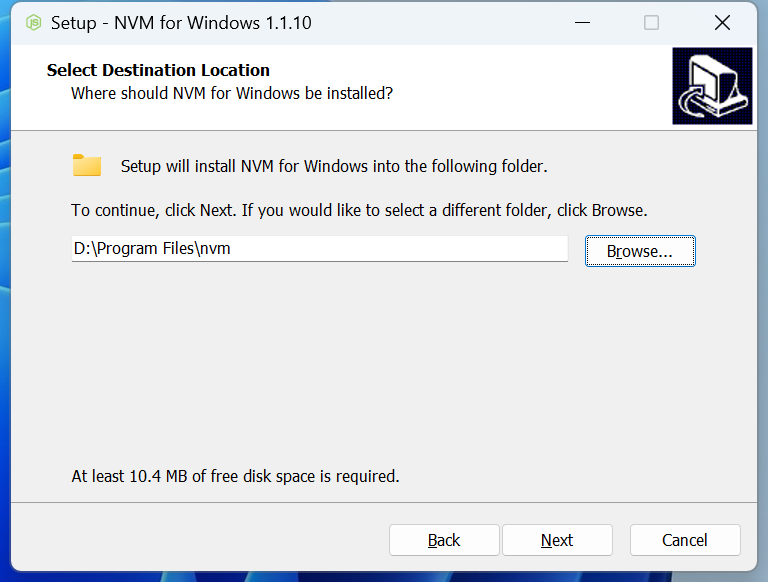 Setup - NVM for Windows 1.1.10
Select Destination Location
Where should NVM for Windows be installed?
Setup will install NVM for Windows into the following folder.
To continue, click Next. If you would like to select a different folder, click Browse.
D:\Program Files\nvm
Browse...
At least 10.4 MB of free disk space is required.
Back
Next
Cancel